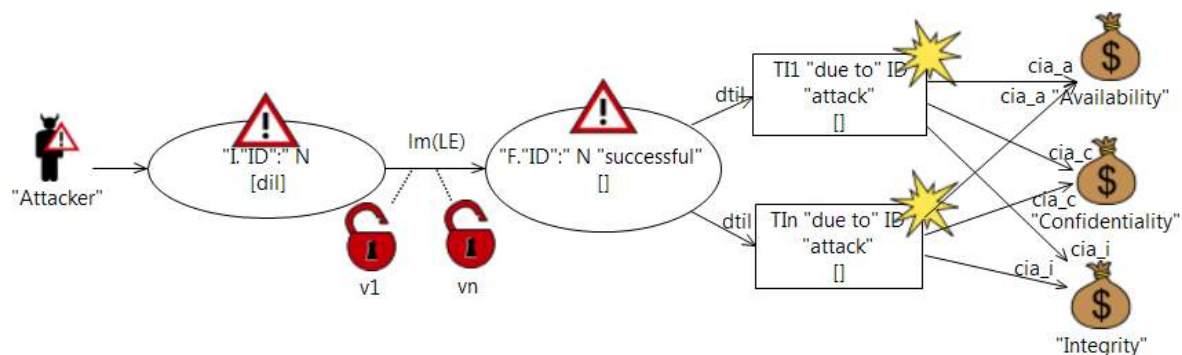 "Attacker"
"I."ID":" N
[dil]
lm(LE)
v1
vn
"F."ID":" N "successful"
[]
dtil
dtil
TI1 "due to" ID
"attack"
[]
TIn "due to" ID
"attack"
[]
cia_a
cia_a "Availability"
cia_c
cia_c
"Confidentiality"
cia_i
cia_i
"Integrity"